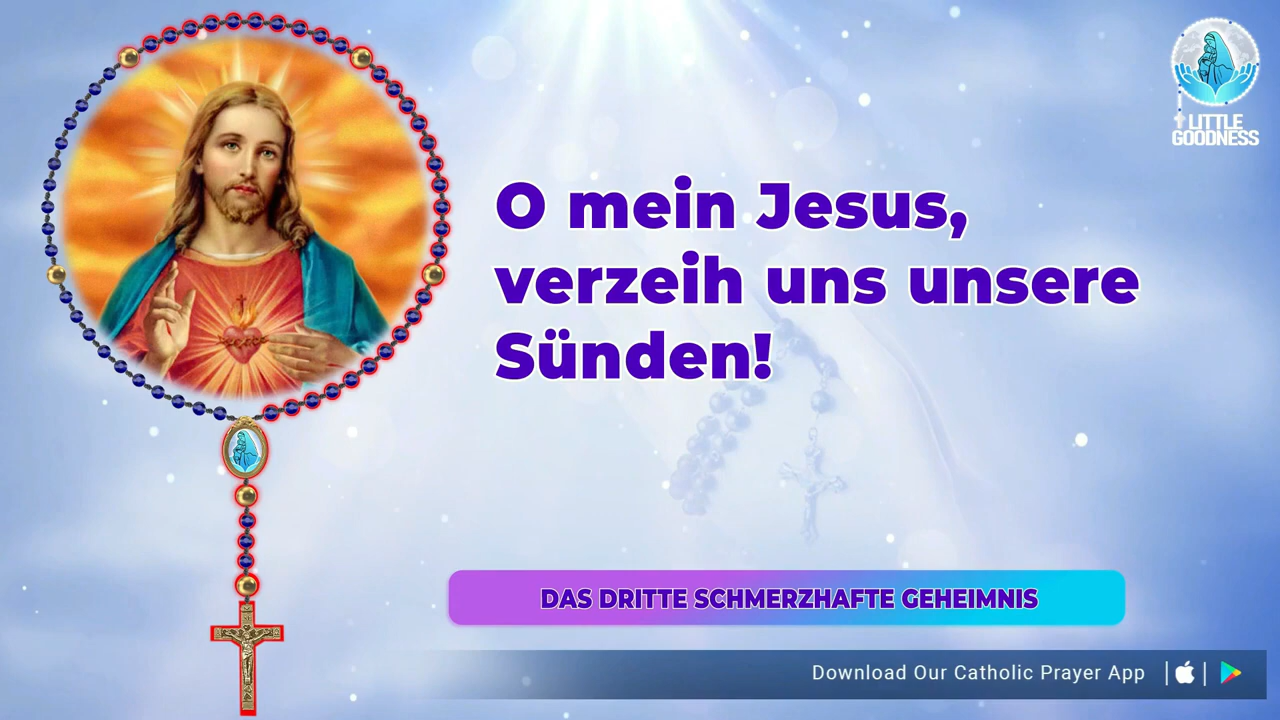 LITTLE
GOODNESS
O mein Jesus,
verzeih uns unsere
Sünden!
DAS DRITTE SCHMERZHAFTE GEHEIMNIS
Download Our Catholic Prayer App